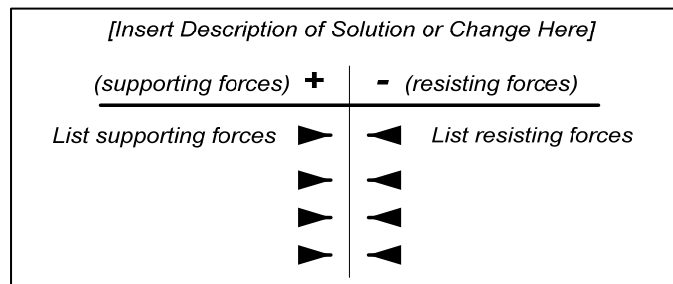 [Insert Description of Solution or Change Here]
(supporting forces) + - (resisting forces)
List supporting forces List resisting forces